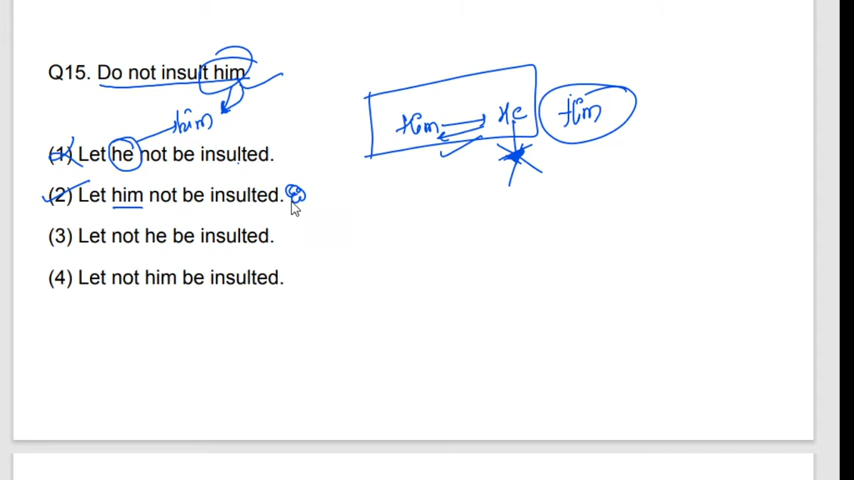 Q15. Do not insult him.
Him He Him
him
(1) Let he not be insulted.
(2) Let him not be insulted.
(3) Let not he be insulted.
(4) Let not him be insulted.